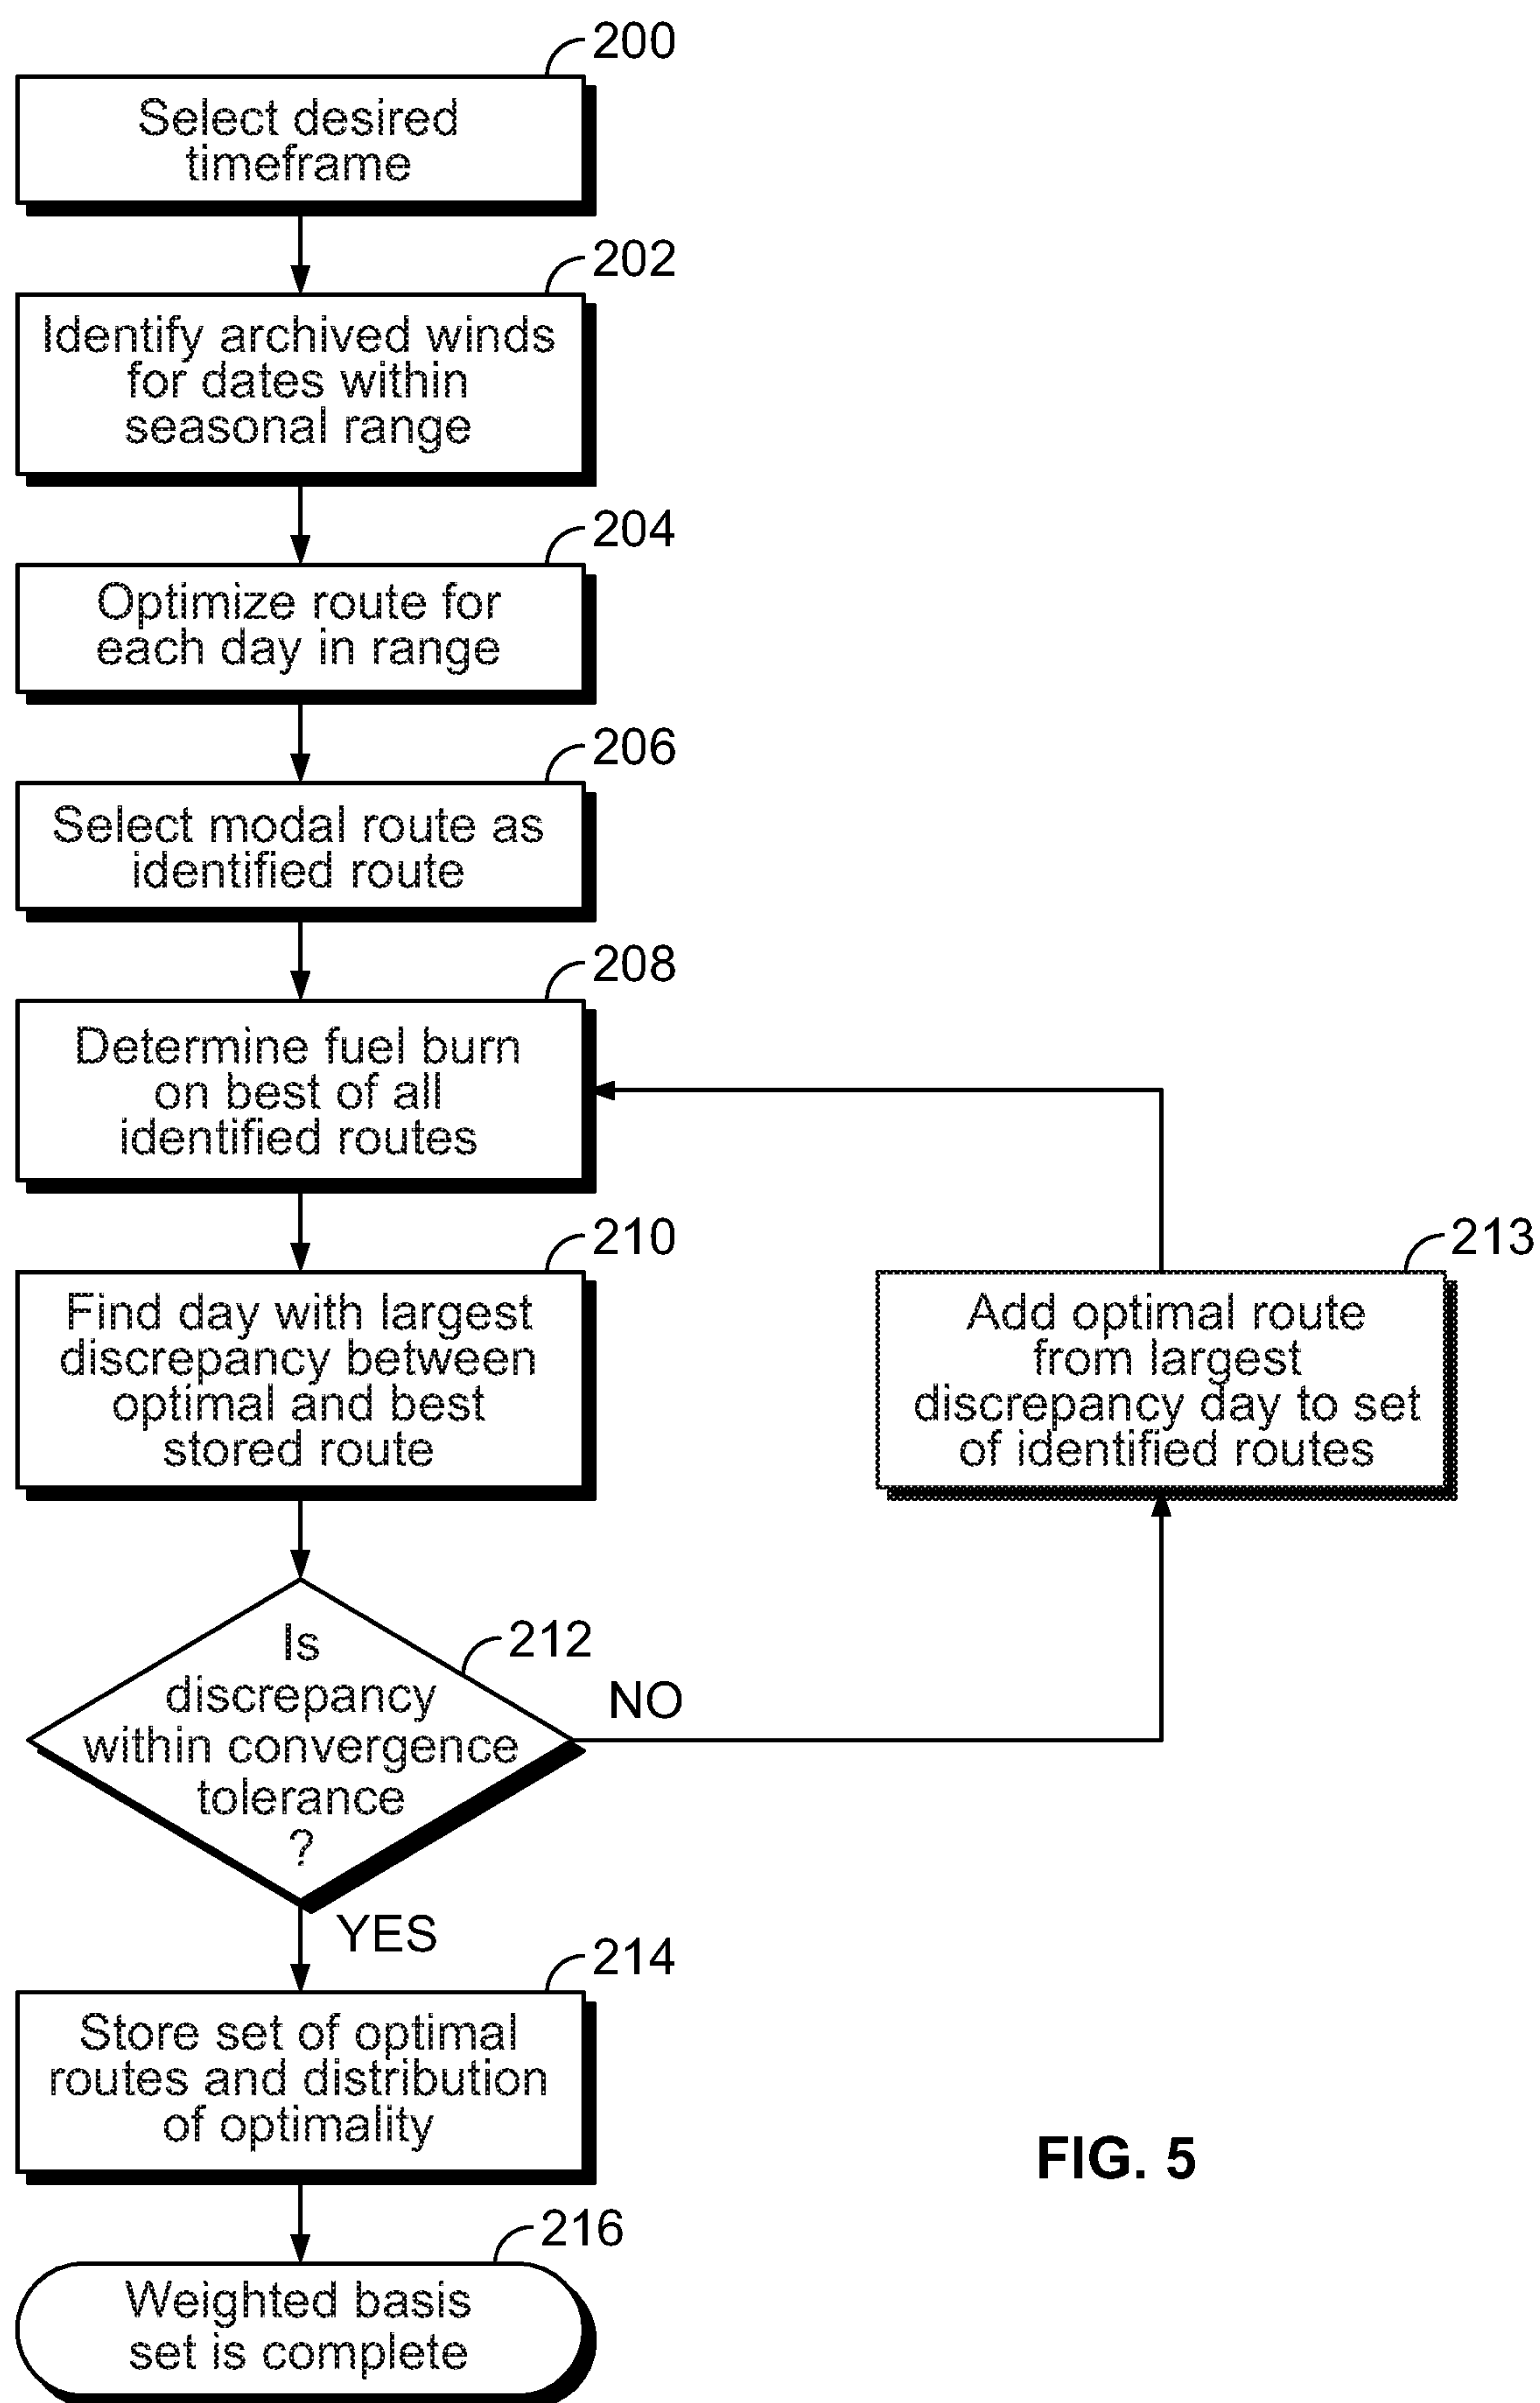 200
Select desired
timeframe
202
Identify archived winds
for dates within
seasonal range
204
Optimize route for
each day in range
206
Select modal route as
identified route
208
Determine fuel burn
on best of all
identified routes
210
Find day with largest
discrepancy between
optimal and best
stored route
213
Add optimal route
from largest
discrepancy day to set
of identified routes
212
Is
discrepancy
within convergence
tolerance
?
NO
YES
214
Store set of optimal
routes and distribution
of optimality
FIG. 5
216
Weighted basis
set is complete